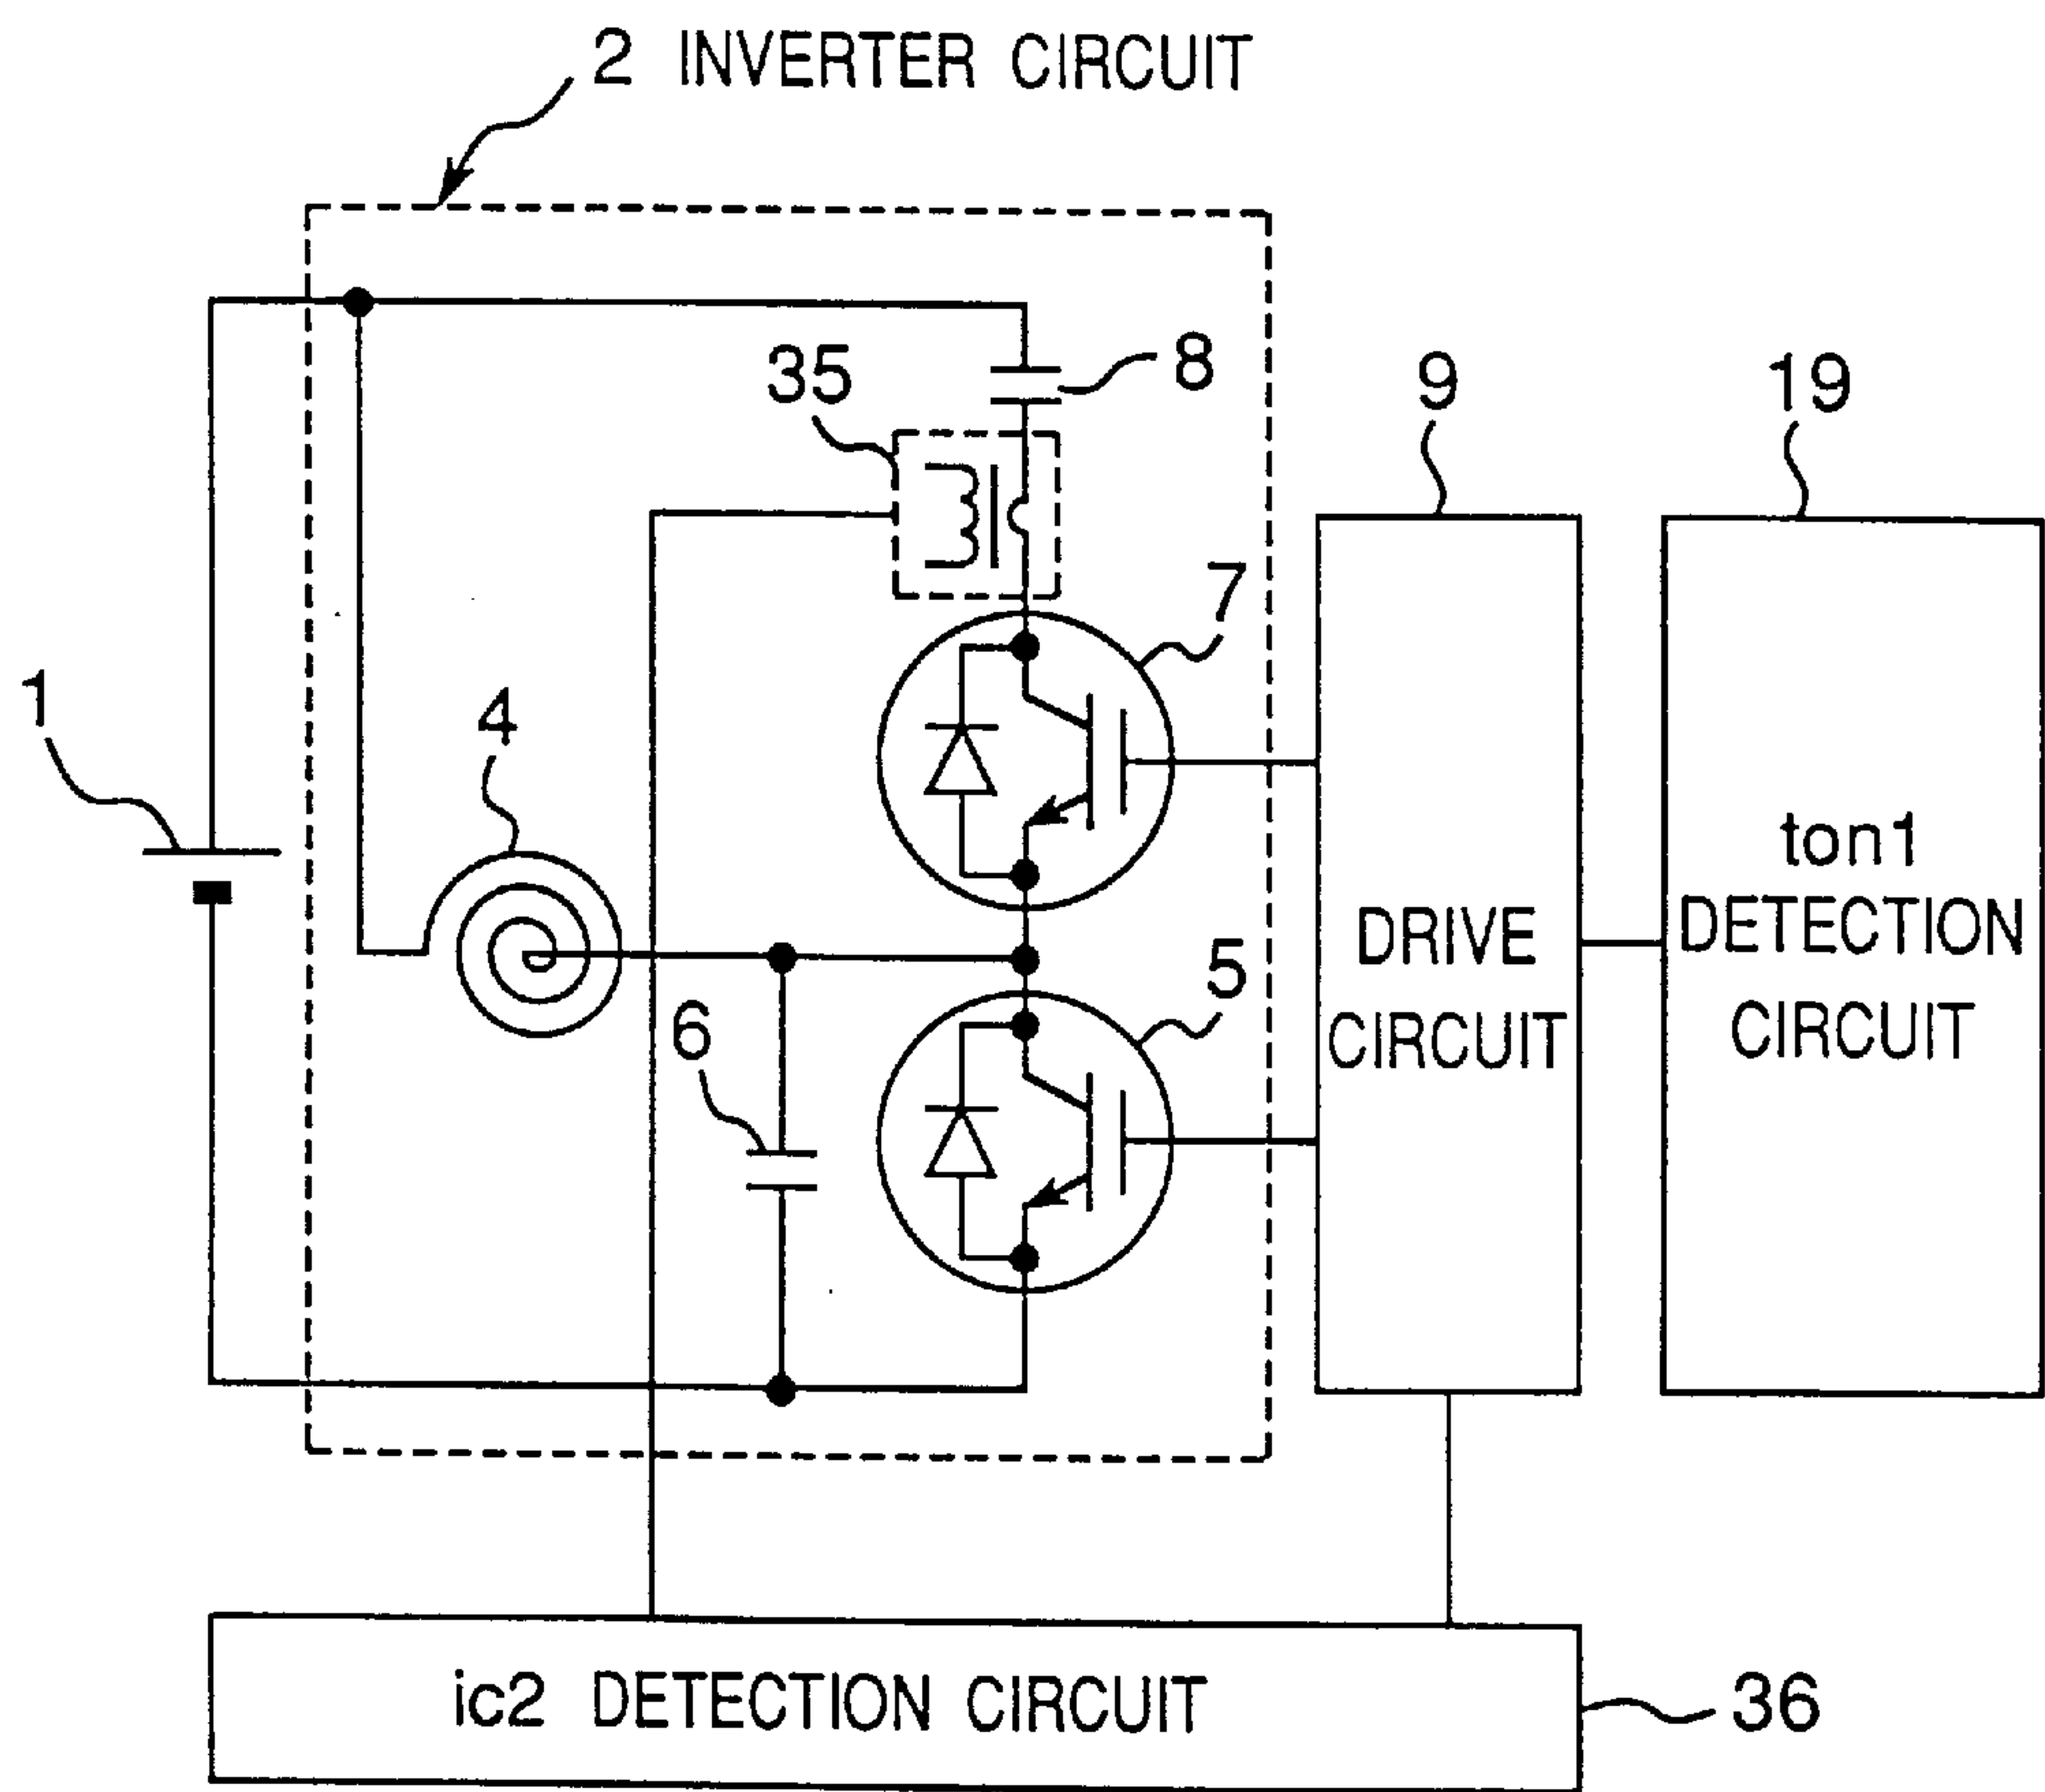 2 INVERTER CIRCUIT
35
8
9
19
7
1
4
5
6
DRIVE
CIRCUIT
ton1
DETECTION
CIRCUIT
ic2 DETECTION CIRCUIT
36